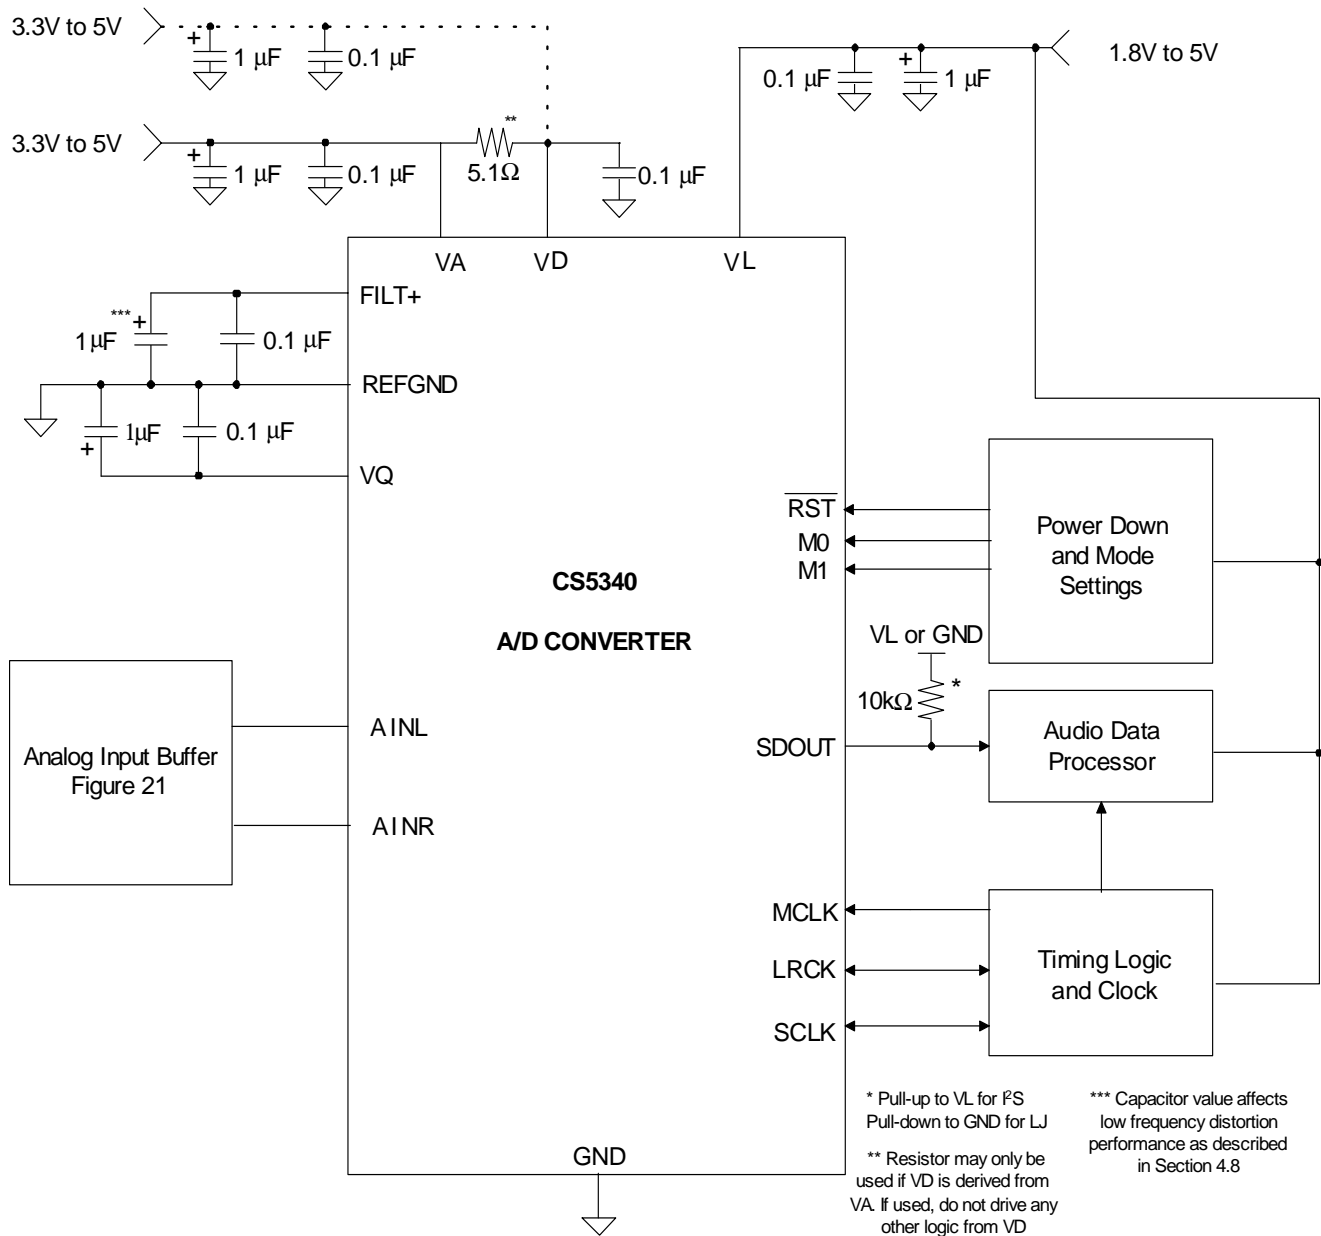 3.3V to 5V
+
1 µF
0.1 µF
0.1 µF
+
1 µF
1.8V to 5V
3.3V to 5V
+
1 µF
0.1 µF
**
5.1Ω
0.1 µF
VA
VD
VL
FILT+
***
+
1µF
0.1 µF
REFGND
1µF
+
0.1 µF
VQ
RST
M0
M1
Power Down
and Mode
Settings
CS5340
A/D CONVERTER
VL or GND
10kΩ
*
Analog Input Buffer
Figure 21
AINL
AINR
SDOUT
Audio Data
Processor
MCLK
LRCK
SCLK
Timing Logic
and Clock
GND
* Pull-up to VL for I²S
Pull-down to GND for LJ
** Resistor may only be
used if VD is derived from
VA. If used, do not drive any
other logic from VD
*** Capacitor value affects
low frequency distortion
performance as described
in Section 4.8